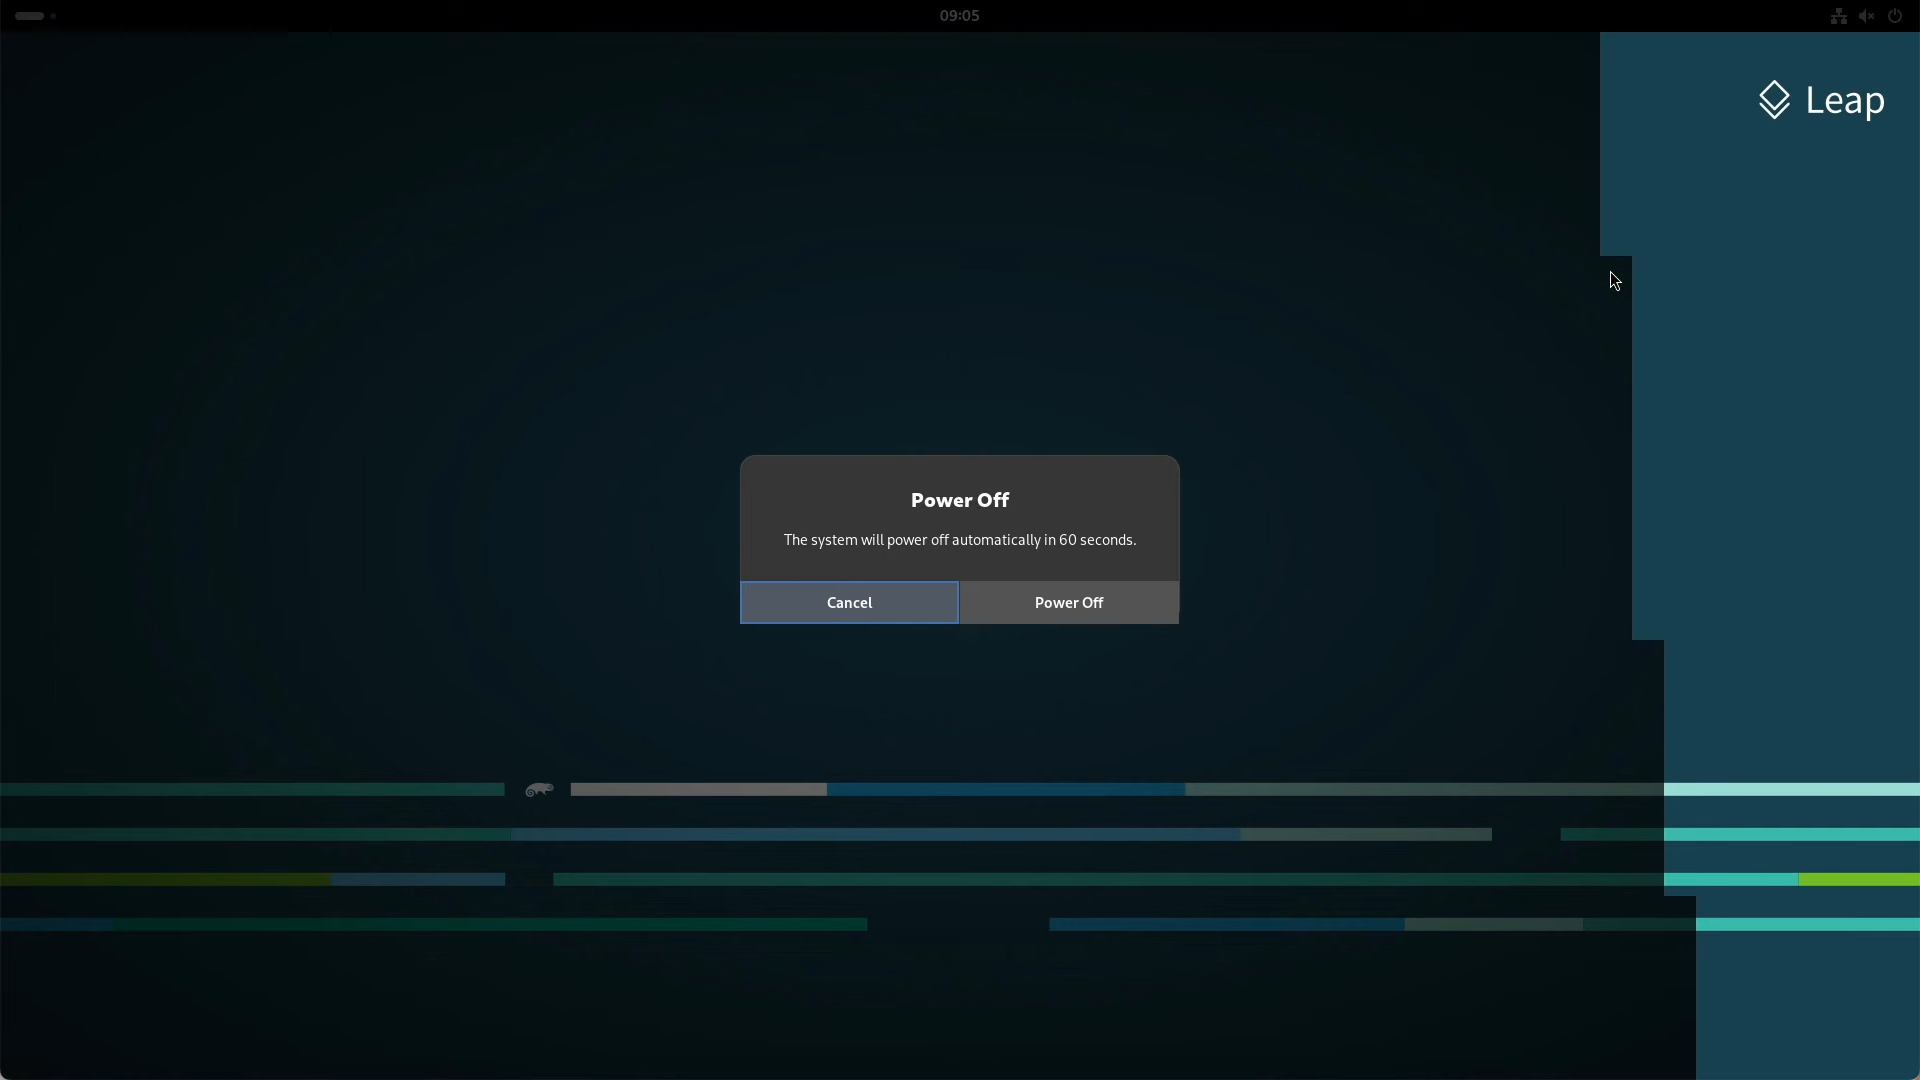 09:05
Leap
Power Off
The system will power off automatically in 60 seconds.
Cancel
Power Off